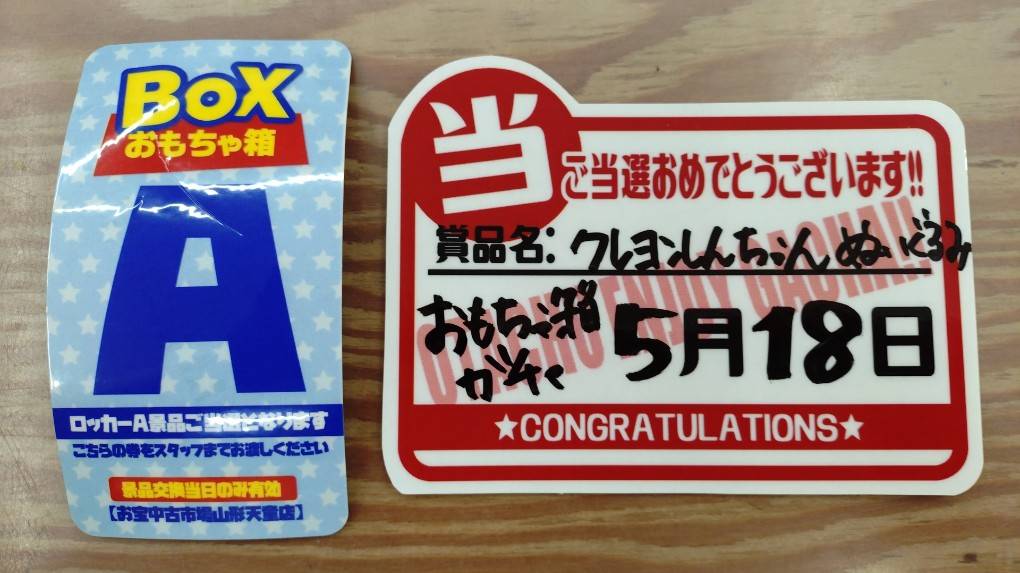 BOX
おもちゃ箱
A
ロッカーA景品ご当選となります
こちらの券をスタッフまでお渡しください
景品交換当日のみ有効
【お宝中古市場山形天童店】
当
ご当選おめでとうございます!!
賞品名: クレヨンしんちゃんぬいぐるみ
おもちゃ箱
ガチャ
5月18日
★CONGRATULATIONS★